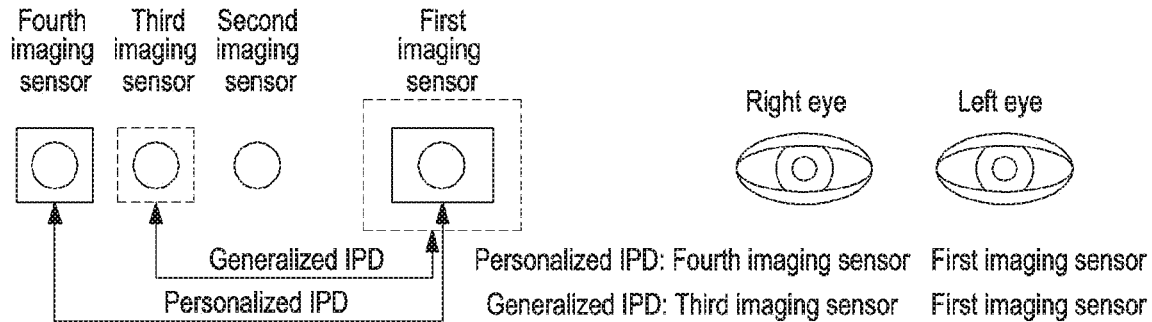 Fourth imaging sensor
Third imaging sensor
Second imaging sensor
First imaging sensor
Right eye
Left eye
Generalized IPD
Personalized IPD
Personalized IPD: Fourth imaging sensor First imaging sensor
Generalized IPD: Third imaging sensor First imaging sensor